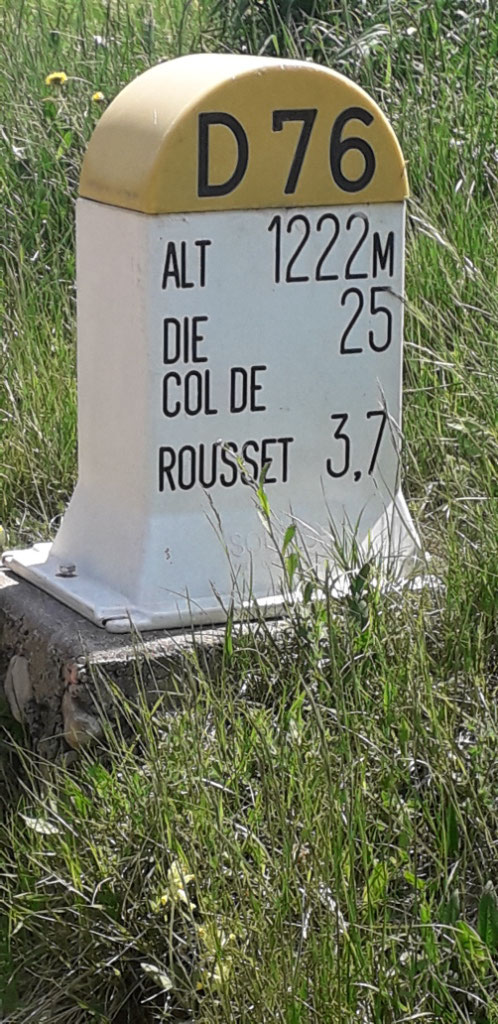 D 76
ALT 1222M
DIE 25
COL DE
ROUSSET 3,7